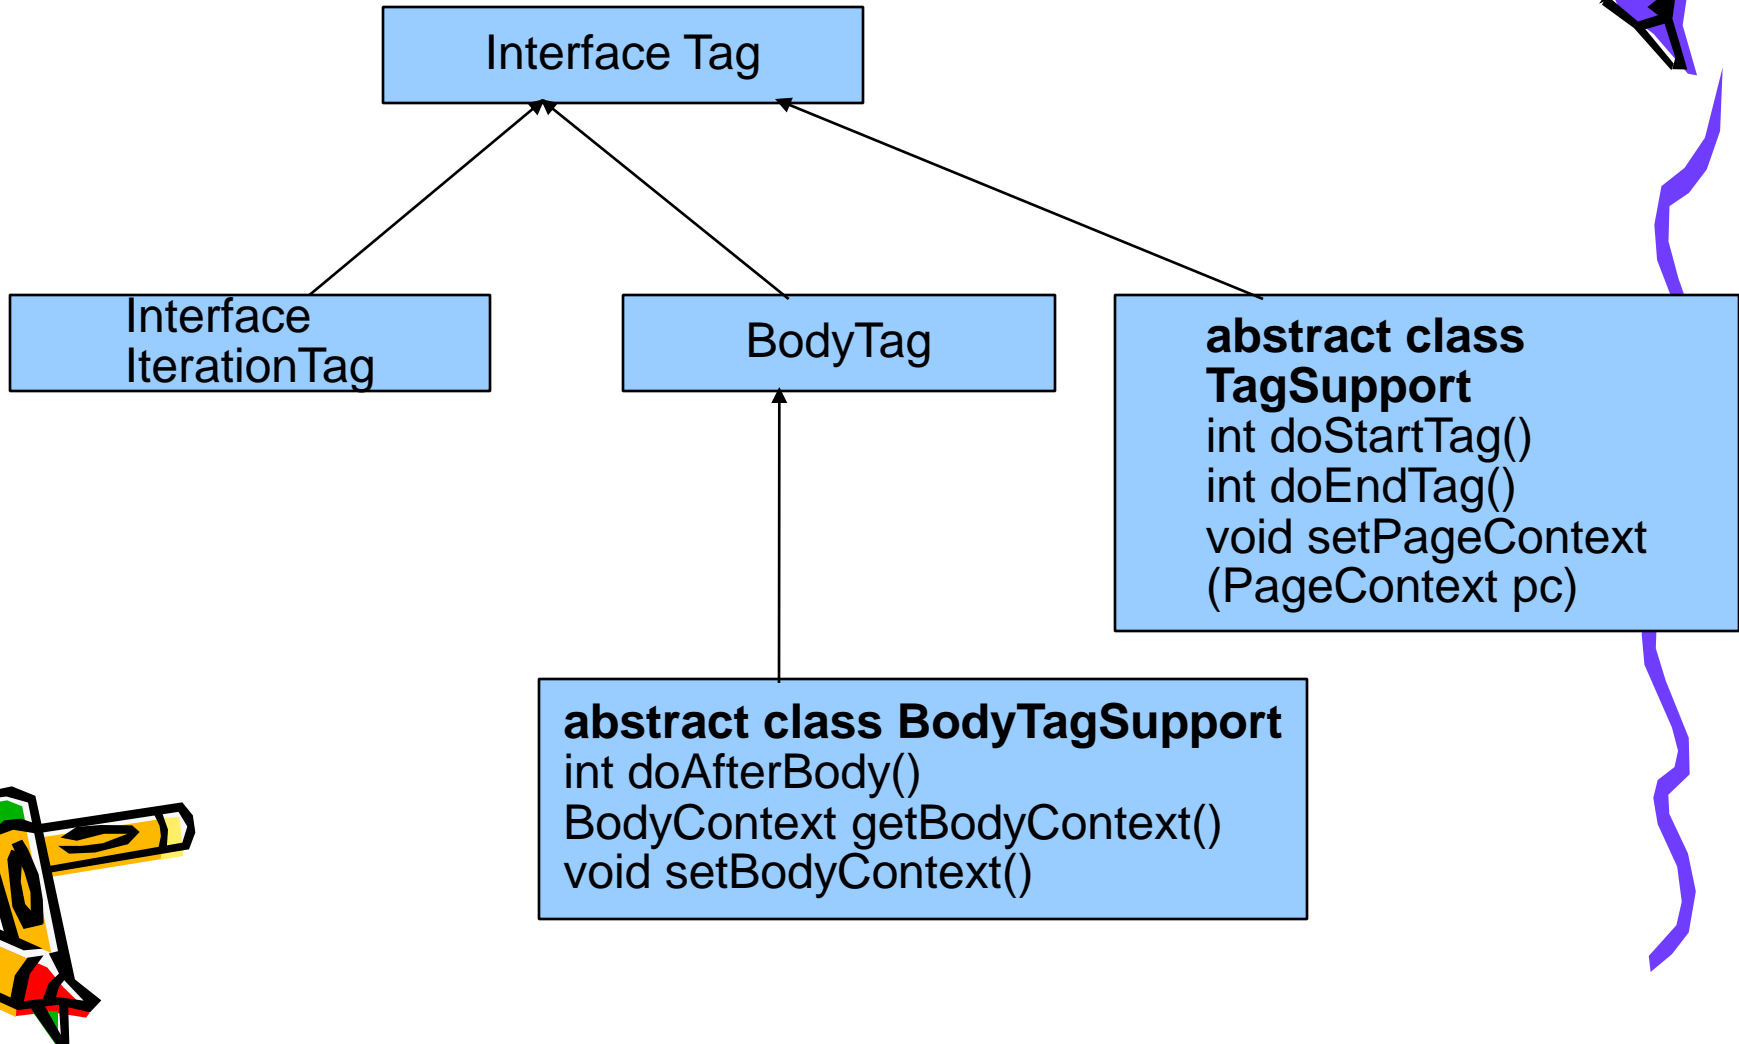 Interface Tag
Interface
IterationTag
BodyTag
abstract class
TagSupport
int doStartTag()
int doEndTag()
void setPageContext
(PageContext pc)
abstract class BodyTagSupport
int doAfterBody()
BodyContext getBodyContext()
void setBodyContext()